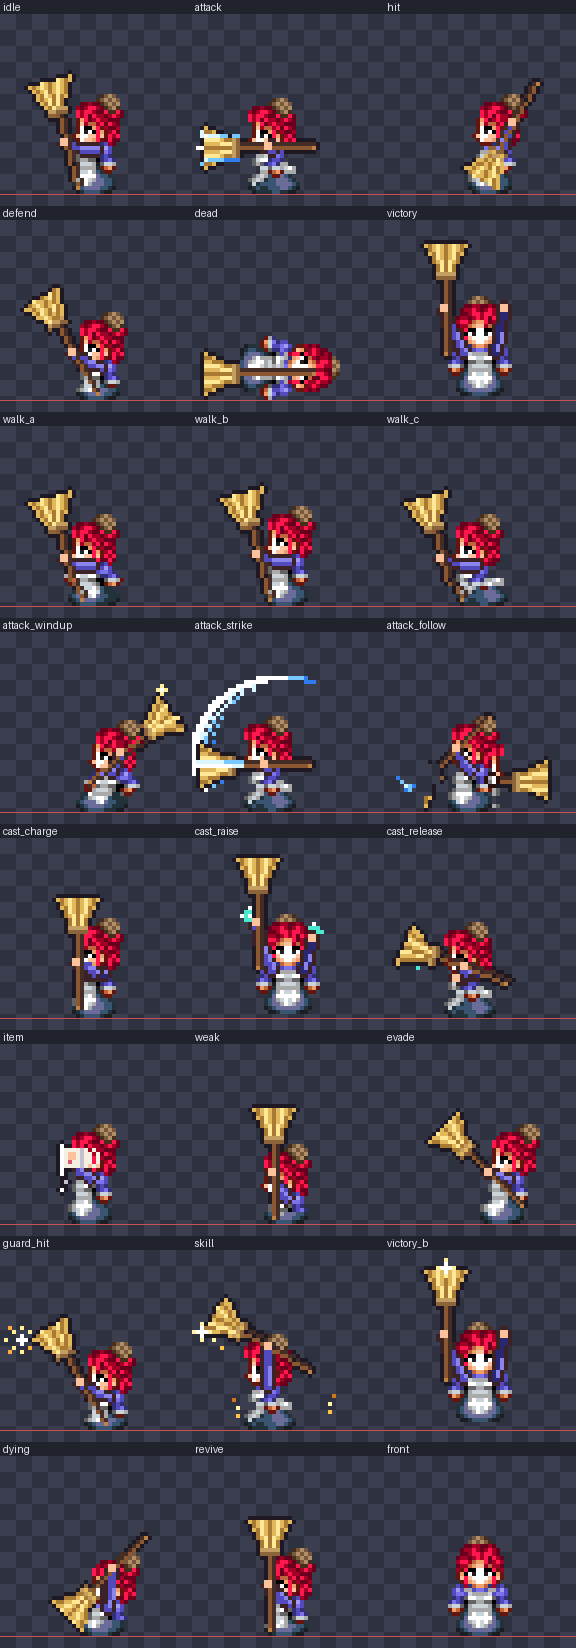 idle attack hit
defend dead victory
walk_a walk_b walk_c
attack_windup attack_strike attack_follow
cast_charge cast_raise cast_release
item weak evade
guard_hit skill victory_b
dying revive front